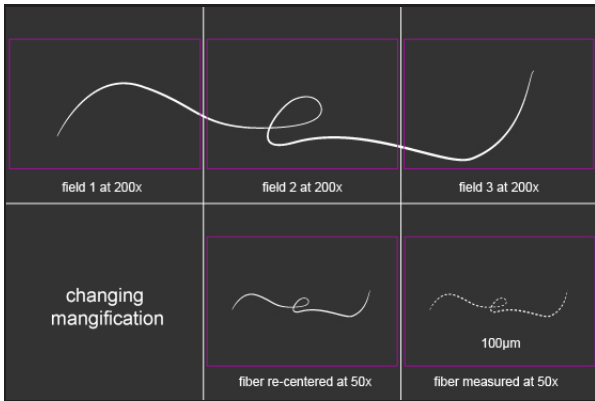 field 1 at 200x
field 2 at 200x
field 3 at 200x
changing
mangification
100µm
fiber re-centered at 50x
fiber measured at 50x